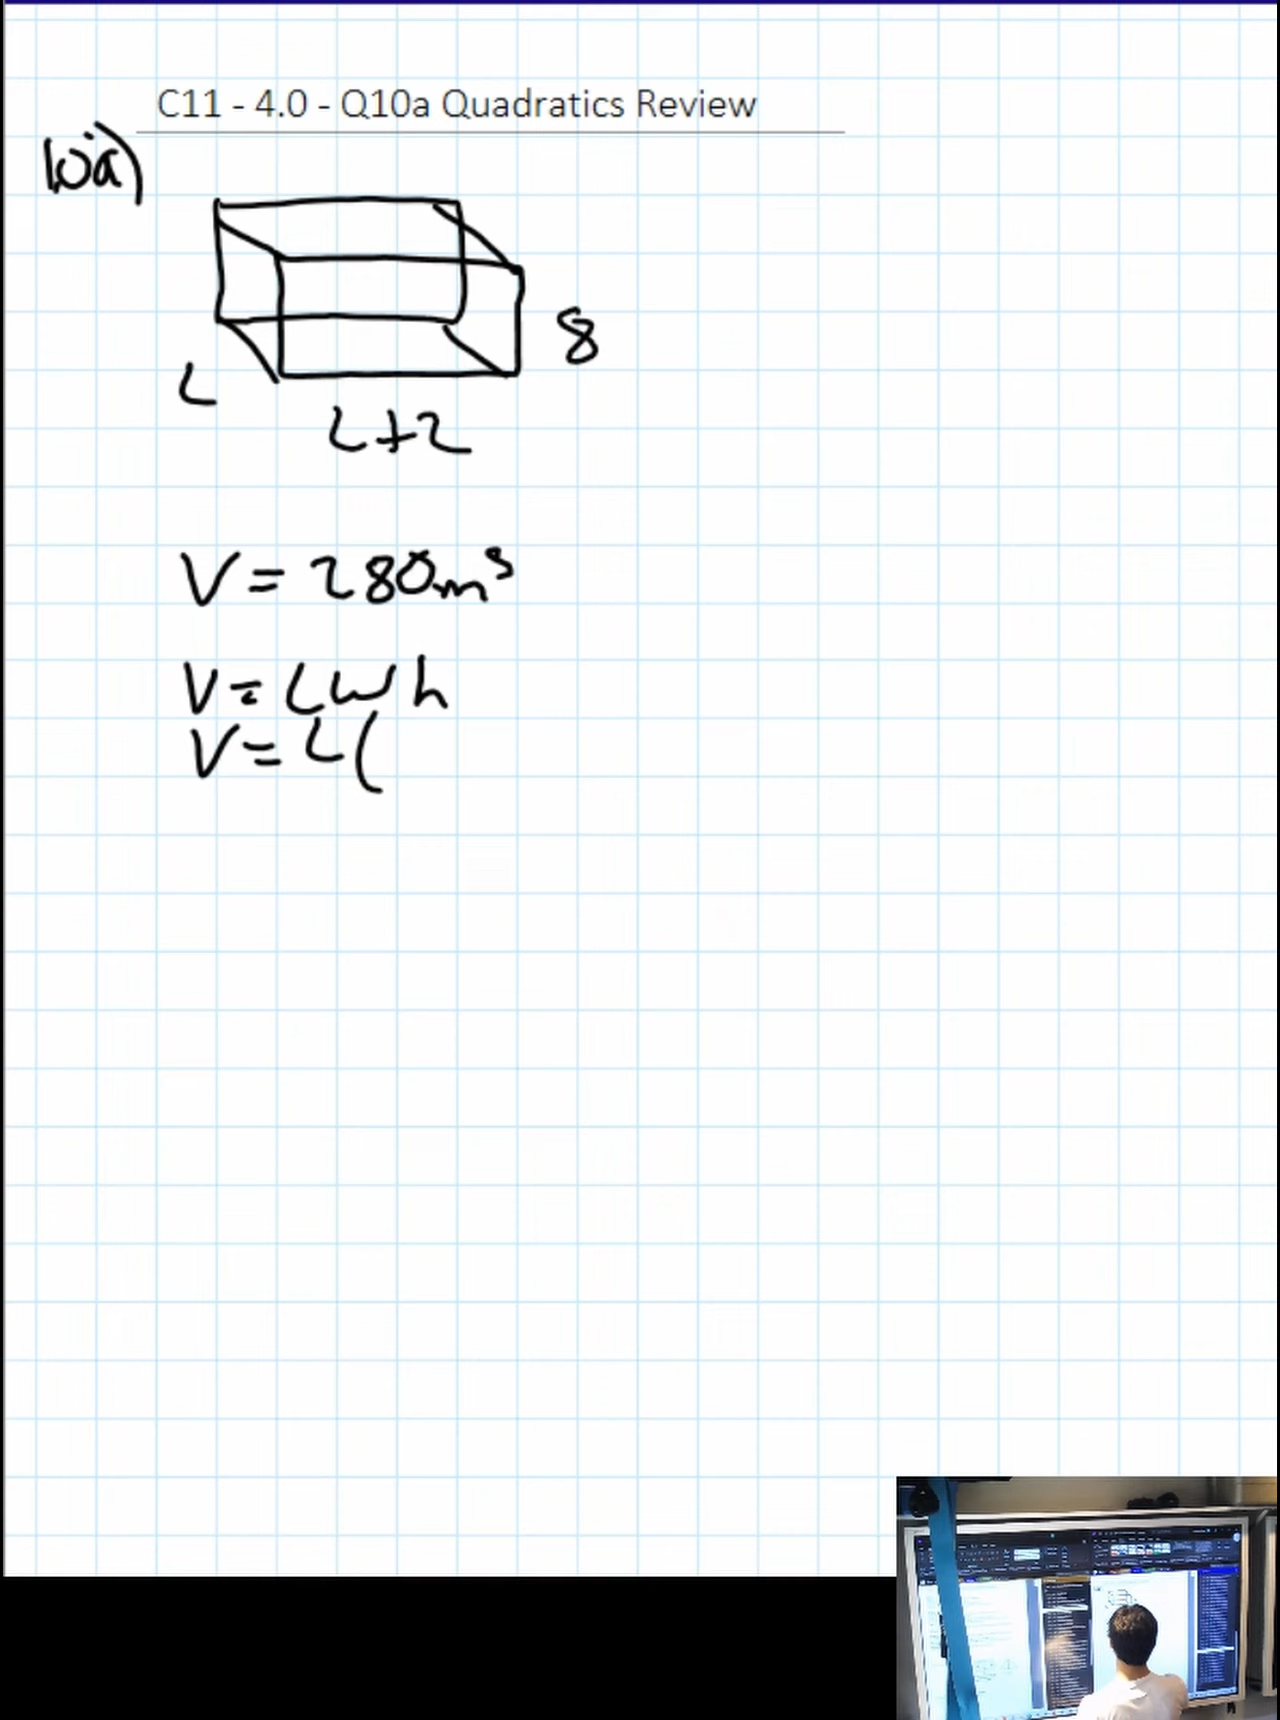 C11 - 4.0 - Q10a Quadratics Review
10a)
8
L
L+2
V = 280m³
V = LWh
V = L(